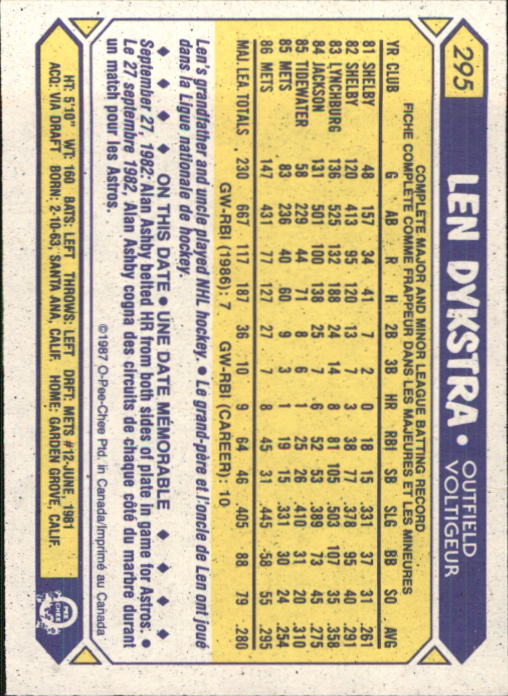 295
LEN DYKSTRA • OUTFIELD
VOLTIGEUR
COMPLETE MAJOR AND MINOR LEAGUE BATTING RECORD
FICHE COMPLÈTE COMME FRAPPEUR DANS LES MAJEURES ET LES MINEURES
YR CLUB G AB R H 2B 3B HR RBI SB SLG BB SO AVG
81 SHELBY 48 157 34 41 7 2 0 18 15 .331 37 31 .261
82 SHELBY 120 413 95 120 13 7 3 38 77 .378 95 40 .291
83 LYNCHBURG 136 525 132 188 24 14 8 81 105 .503 107 35 .358
84 JACKSON 131 501 100 138 25 7 6 52 53 .389 73 45 .275
85 TIDEWATER 58 229 44 71 8 6 1 25 26 .410 31 20 .310
85 METS 83 236 40 60 9 3 1 19 15 .331 30 24 .254
86 METS 147 431 77 127 27 7 8 45 31 .445 58 55 .295
MAJ. LEA. TOTALS 230 667 117 187 36 10 9 64 46 .405 88 79 .280
GW-RBI (1986): 7 GW-RBI (CAREER): 10
Len's grandfather and uncle played NHL hockey. • Le grand-père et l'oncle de Len ont joué
dans la Ligue nationale de hockey.
ON THIS DATE • UNE DATE MÉMORABLE
September 27, 1982: Alan Ashby belted HR from both sides of plate in game for Astros. •
Le 27 septembre 1982, Alan Ashby cogna des circuits de chaque côté du marbre durant
un match pour les Astros.
©1987 O-Pee-Chee Ptd. in Canada/Imprimé au Canada
HT: 5'10" WT: 160 BATS: LEFT THROWS: LEFT DRFT: METS #12-JUNE, 1981
ACQ: VIA DRAFT BORN: 2-10-63, SANTA ANA, CALIF. HOME: GARDEN GROVE, CALIF.
O PEE CHEE